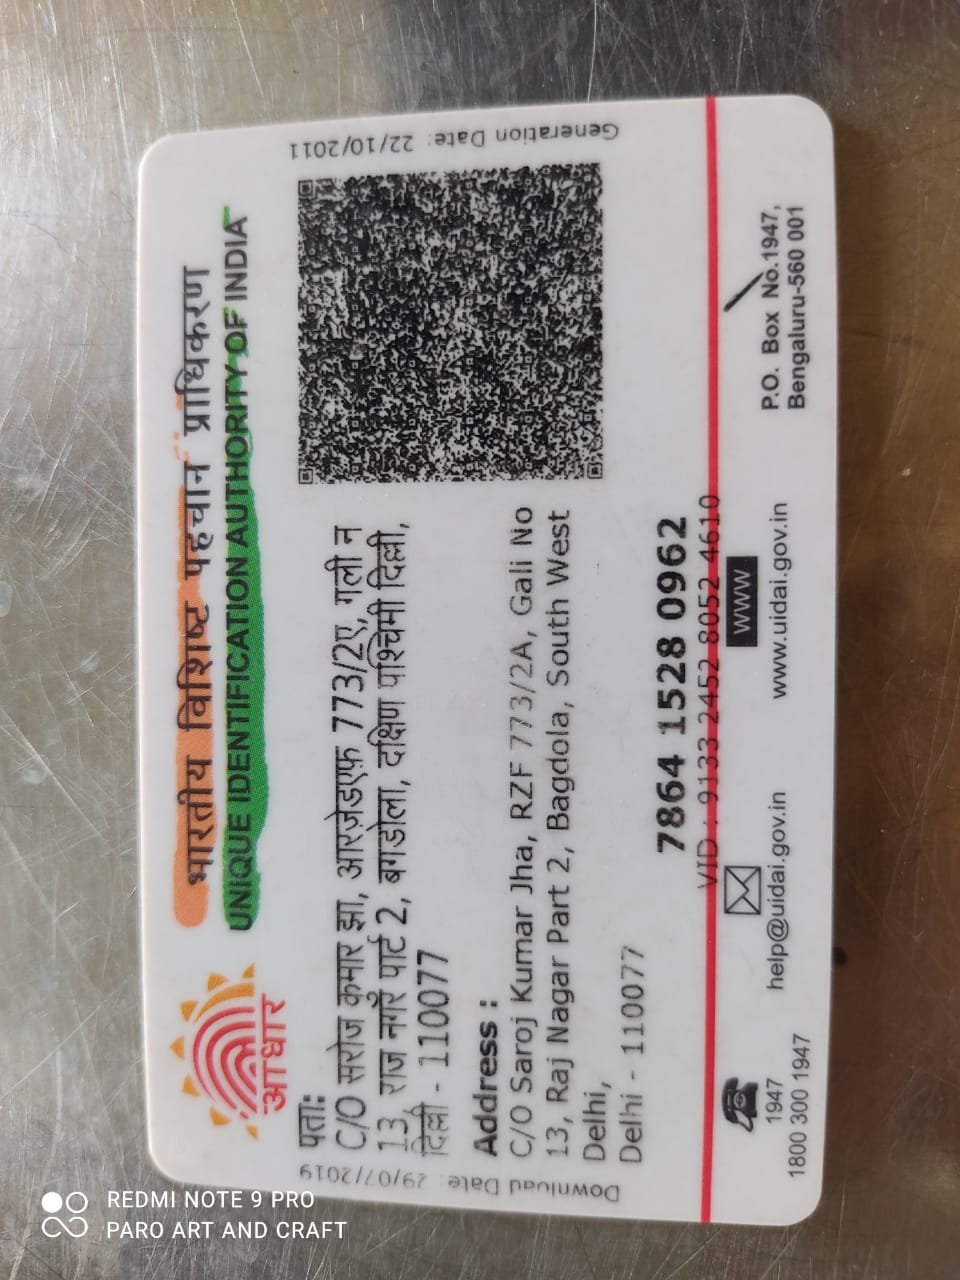 भारतीय विशिष्ट पहचान प्राधिकरण
UNIQUE IDENTIFICATION AUTHORITY OF INDIA
आधार
पता:
C/O सरोज कुमार झा, आरज़ेडएफ़ 773/2ए, गली न
13, राज नगर पार्ट 2, बगडोला, दक्षिण पश्चिमी दिल्ली,
दिल्ली - 110077
Address :
C/O Saroj Kumar Jha, RZF 773/2A, Gali No
13, Raj Nagar Part 2, Bagdola, South West
Delhi,
Delhi - 110077
Generation Date: 22/10/2011
Download Date: 29/07/2019
7864 1528 0962
VID : 9133 2452 8052 4610
1947
1800 300 1947
help@uidai.gov.in
WWW
www.uidai.gov.in
P.O. Box No.1947,
Bengaluru-560 001
REDMI NOTE 9 PRO
PARO ART AND CRAFT